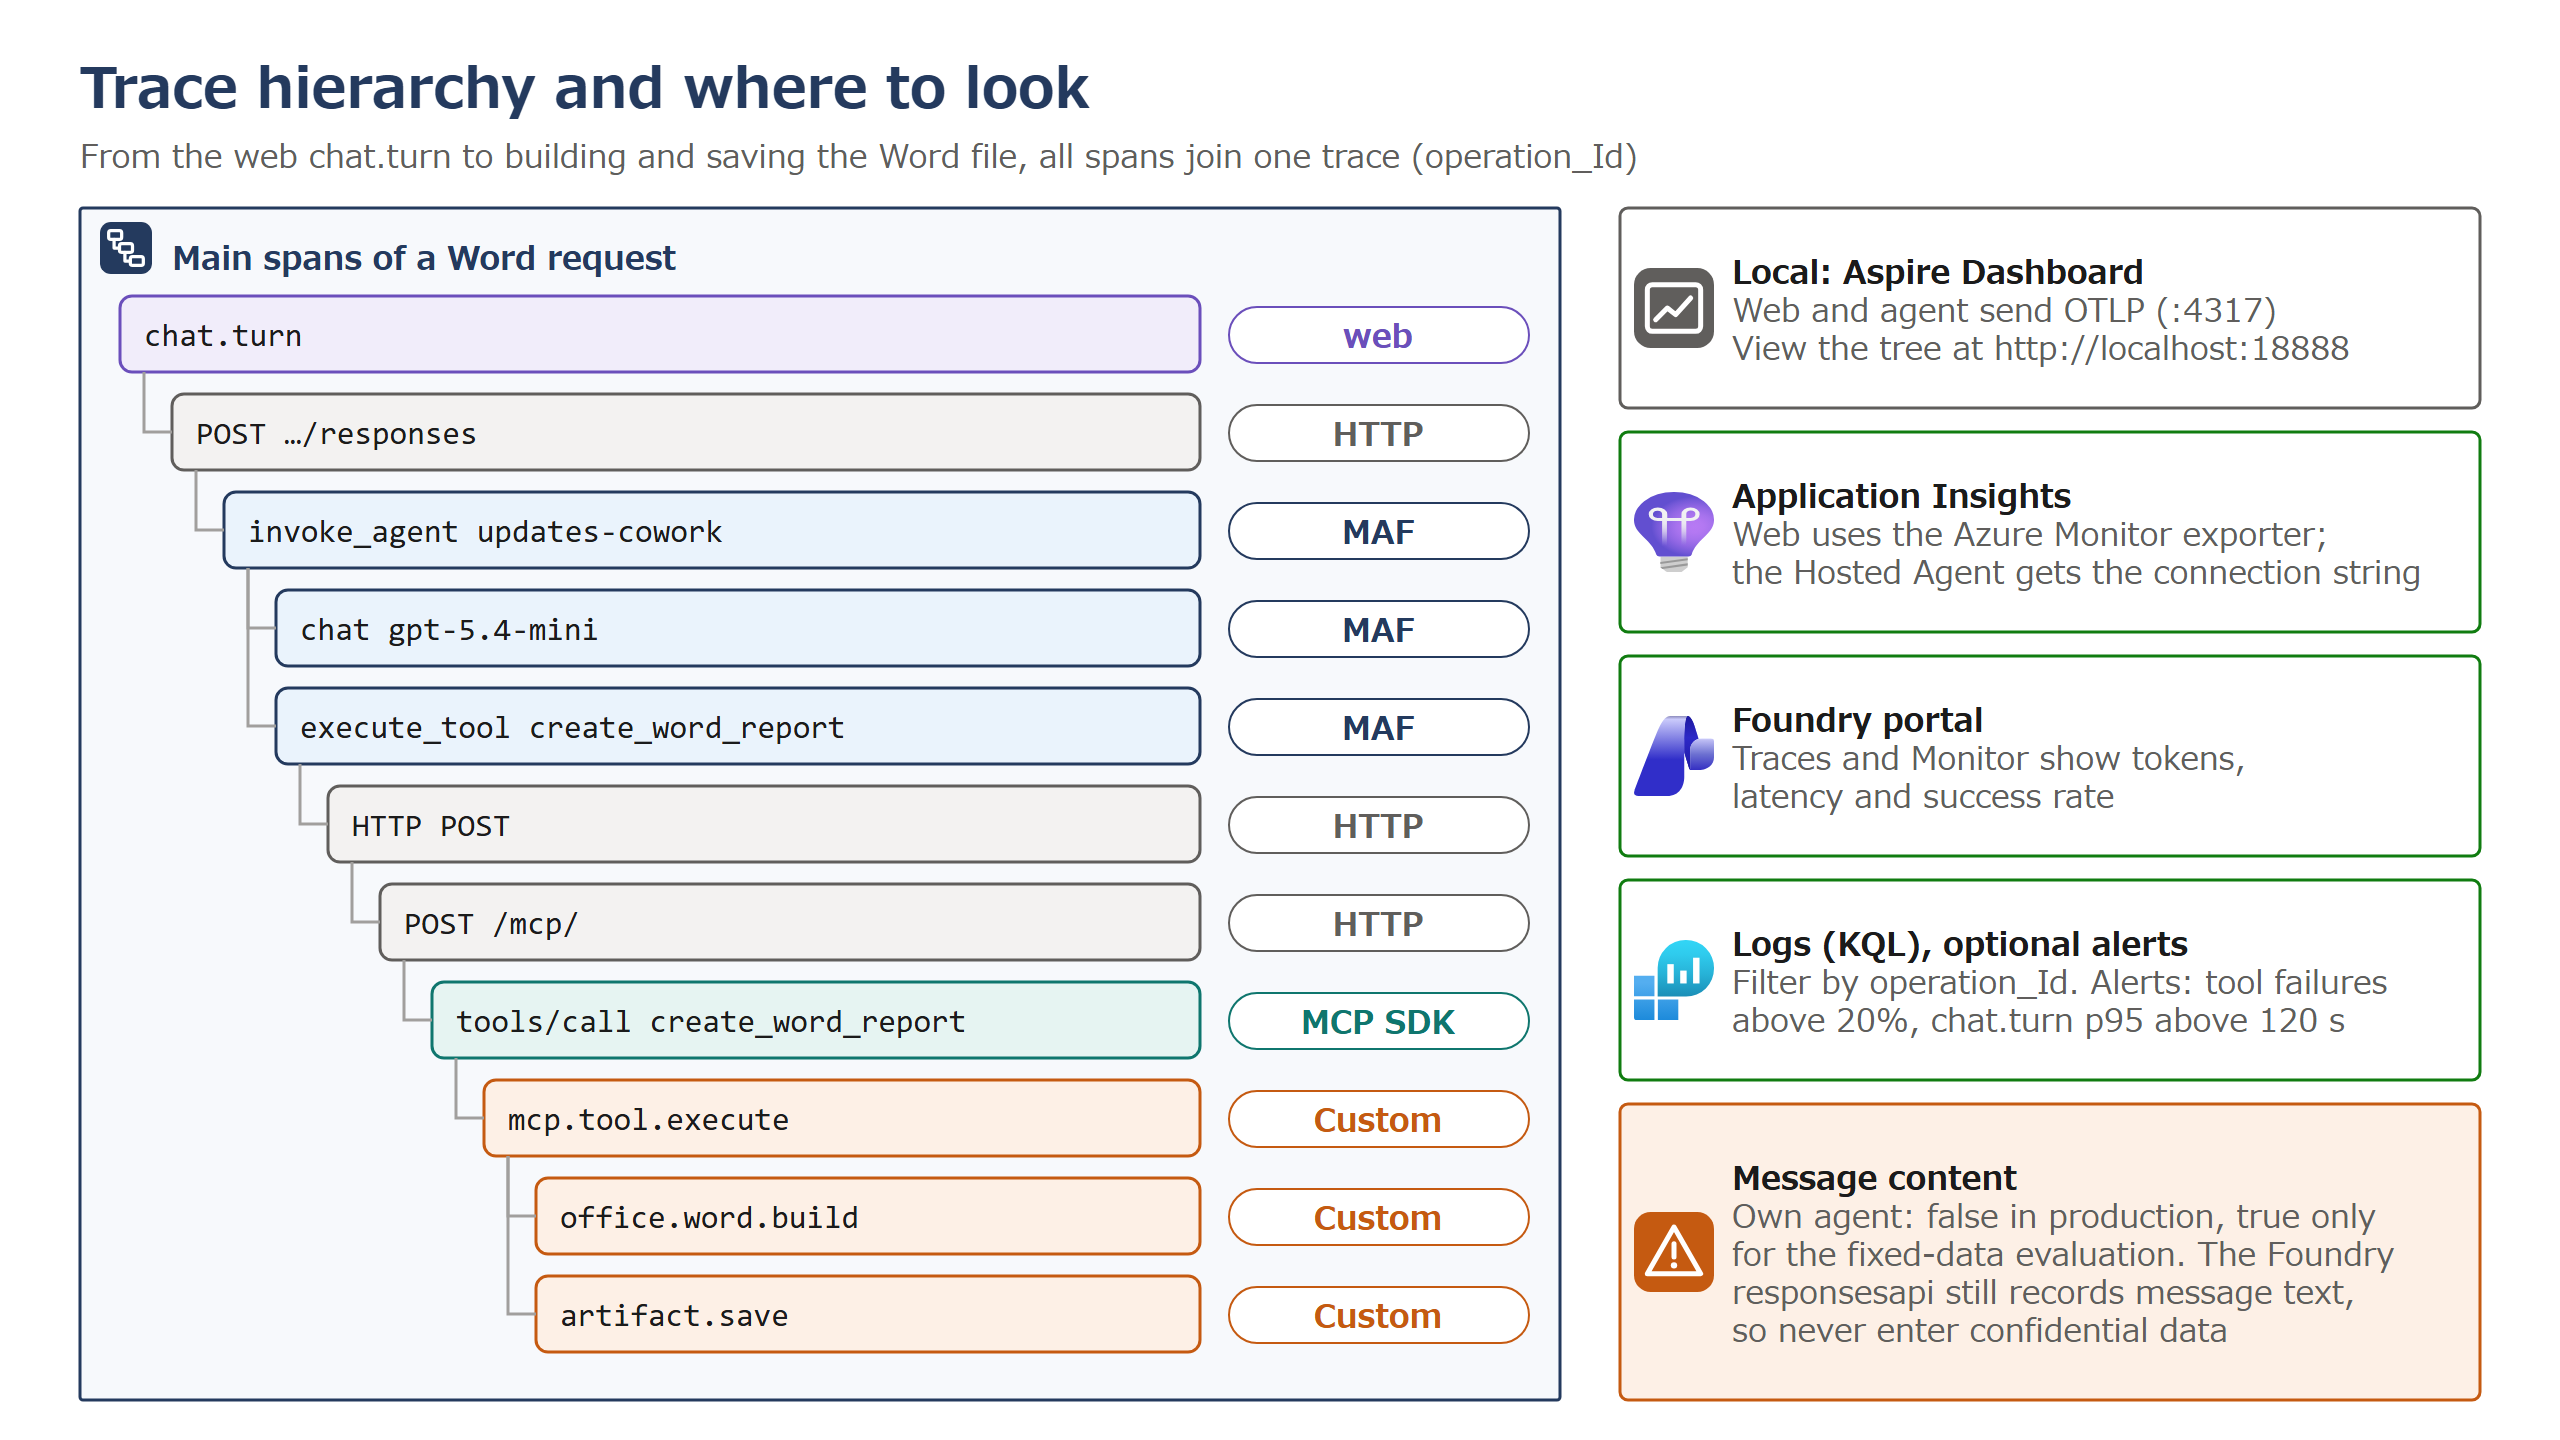 Trace hierarchy and where to look
From the web chat.turn to building and saving the Word file, all spans join one trace (operation_Id)
Main spans of a Word request
chat.turn
web
POST …/responses
HTTP
invoke_agent updates-cowork
MAF
chat gpt-5.4-mini
MAF
execute_tool create_word_report
MAF
HTTP POST
HTTP
POST /mcp/
HTTP
tools/call create_word_report
MCP SDK
mcp.tool.execute
Custom
office.word.build
Custom
artifact.save
Custom
Local: Aspire Dashboard
Web and agent send OTLP (:4317)
View the tree at http://localhost:18888
Application Insights
Web uses the Azure Monitor exporter;
the Hosted Agent gets the connection string
Foundry portal
Traces and Monitor show tokens,
latency and success rate
Logs (KQL), optional alerts
Filter by operation_Id. Alerts: tool failures
above 20%, chat.turn p95 above 120 s
Message content
Own agent: false in production, true only
for the fixed-data evaluation. The Foundry
responsesapi still records message text,
so never enter confidential data